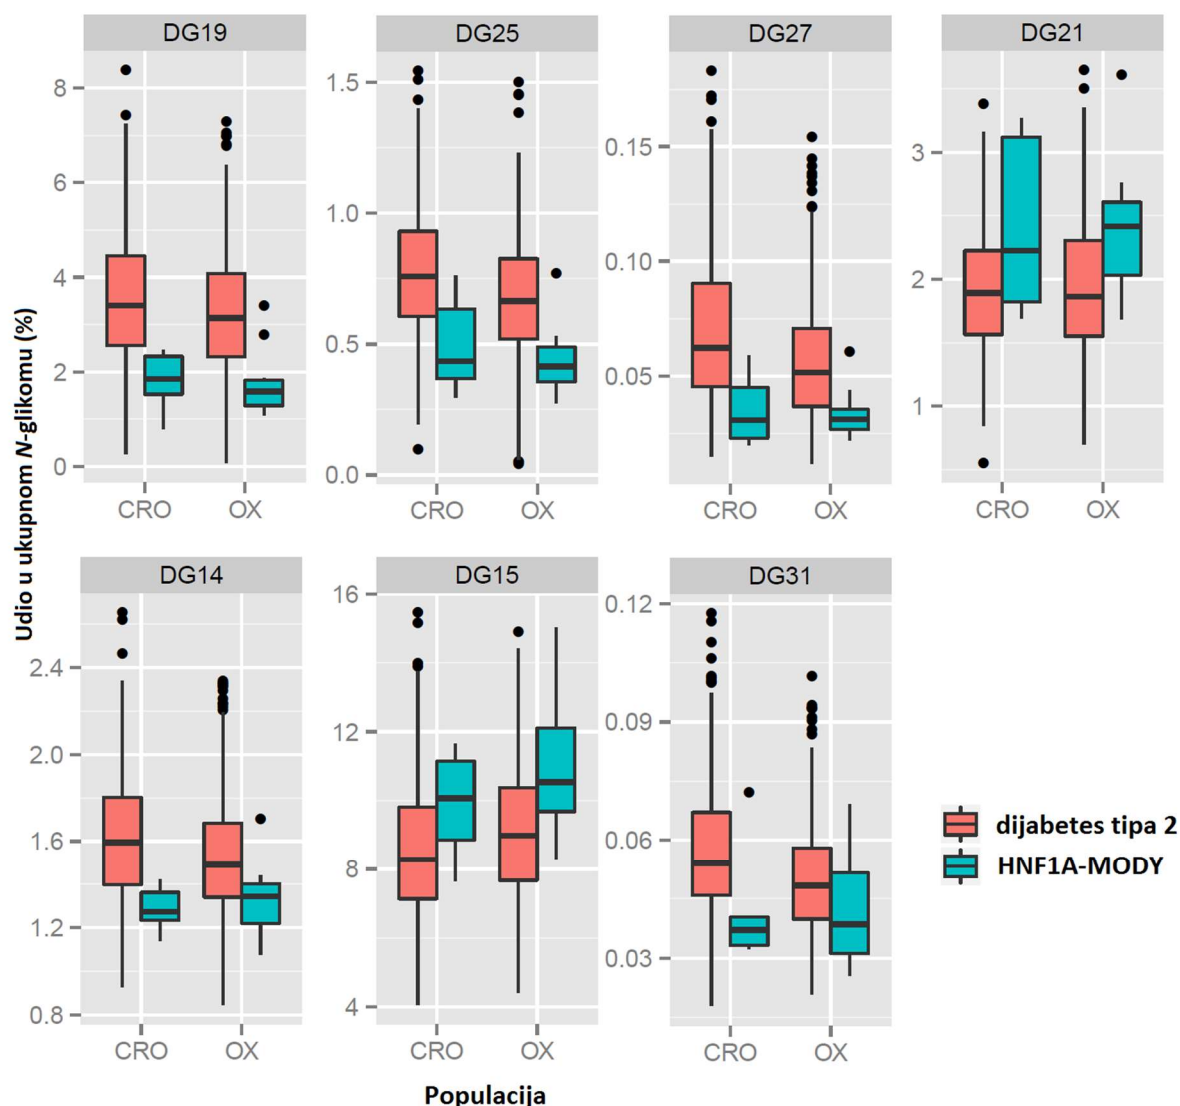 DG19
DG25
DG27
DG21
8
6
4
2
0
1.5
1.0
0.5
0.0
0.15
0.10
0.05
3
2
1
CRO OX
CRO OX
CRO OX
CRO OX
Udio u ukupnom N-glikomu (%)
DG14
DG15
DG31
2.4
2.0
1.6
1.2
0.8
16
12
8
4
0.12
0.09
0.06
0.03
CRO OX
CRO OX
CRO OX
dijabetes tipa 2
HNF1A-MODY
Populacija